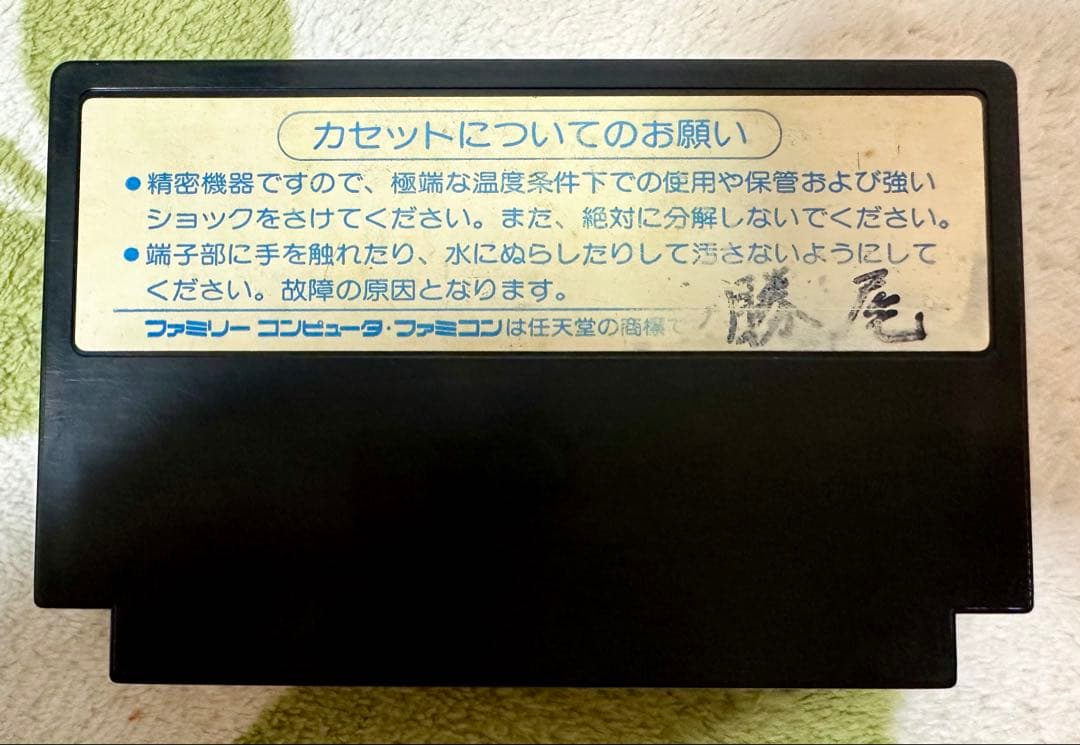 カセットについてのお願い
●精密機器ですので、極端な温度条件下での使用や保管および強い
ショックをさけてください。また、絶対に分解しないでください。
●端子部に手を触れたり、水にぬらしたりして汚さないようにして
ください。故障の原因となります。
ファミリーコンピュータ・ファミコンは任天堂の商標で
勝尾